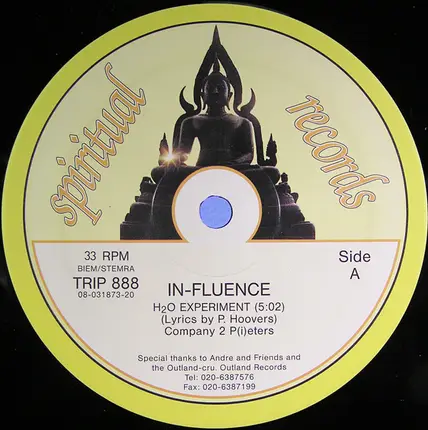 spiritual
records
33 RPM
BIEM/STEMRA
TRIP 888
08-031873-20
Side
A
IN-FLUENCE
H₂O EXPERIMENT (5:02)
(Lyrics by P. Hoovers)
Company 2 P(i)eters
Special thanks to Andre and Friends and
the Outland-cru. Outland Records
Tel: 020-6387576
Fax: 020-6387199